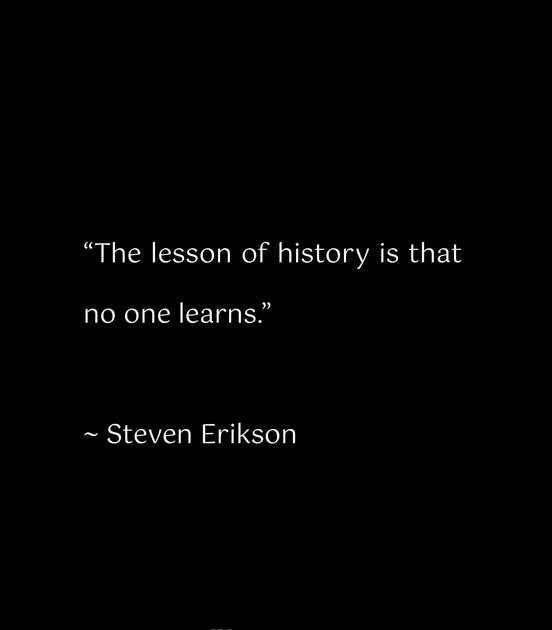 “The lesson of history is that
no one learns.”
~ Steven Erikson